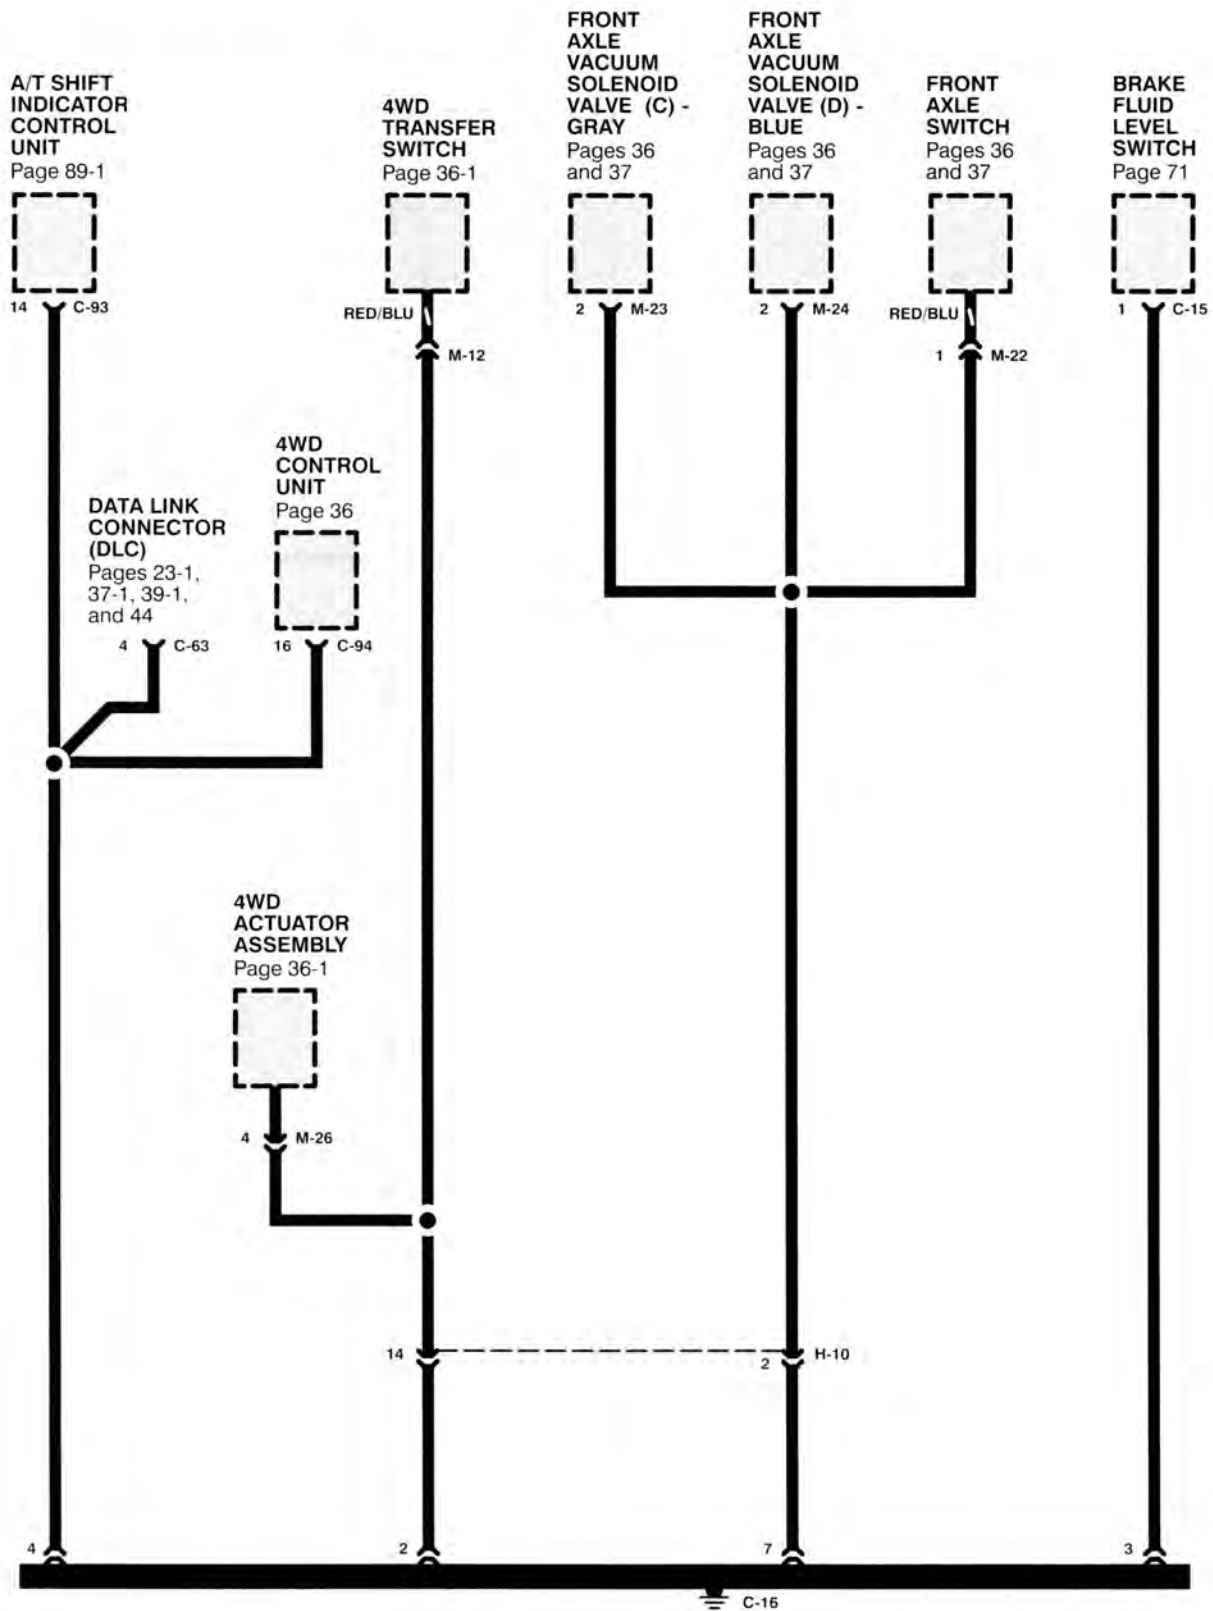 A/T SHIFT
INDICATOR
CONTROL
UNIT
Page 89-1
14
C-93
4WD
TRANSFER
SWITCH
Page 36-1
RED/BLU
M-12
FRONT
AXLE
VACUUM
SOLENOID
VALVE (C) -
GRAY
Pages 36
and 37
2
M-23
FRONT
AXLE
VACUUM
SOLENOID
VALVE (D) -
BLUE
Pages 36
and 37
2
M-24
FRONT
AXLE
SWITCH
Pages 36
and 37
RED/BLU
1
M-22
BRAKE
FLUID
LEVEL
SWITCH
Page 71
1
C-15
DATA LINK
CONNECTOR
(DLC)
Pages 23-1,
37-1, 39-1,
and 44
4
C-63
4WD
CONTROL
UNIT
Page 36
16
C-94
4WD
ACTUATOR
ASSEMBLY
Page 36-1
4
M-26
14
2
H-10
4
2
7
3
C-16